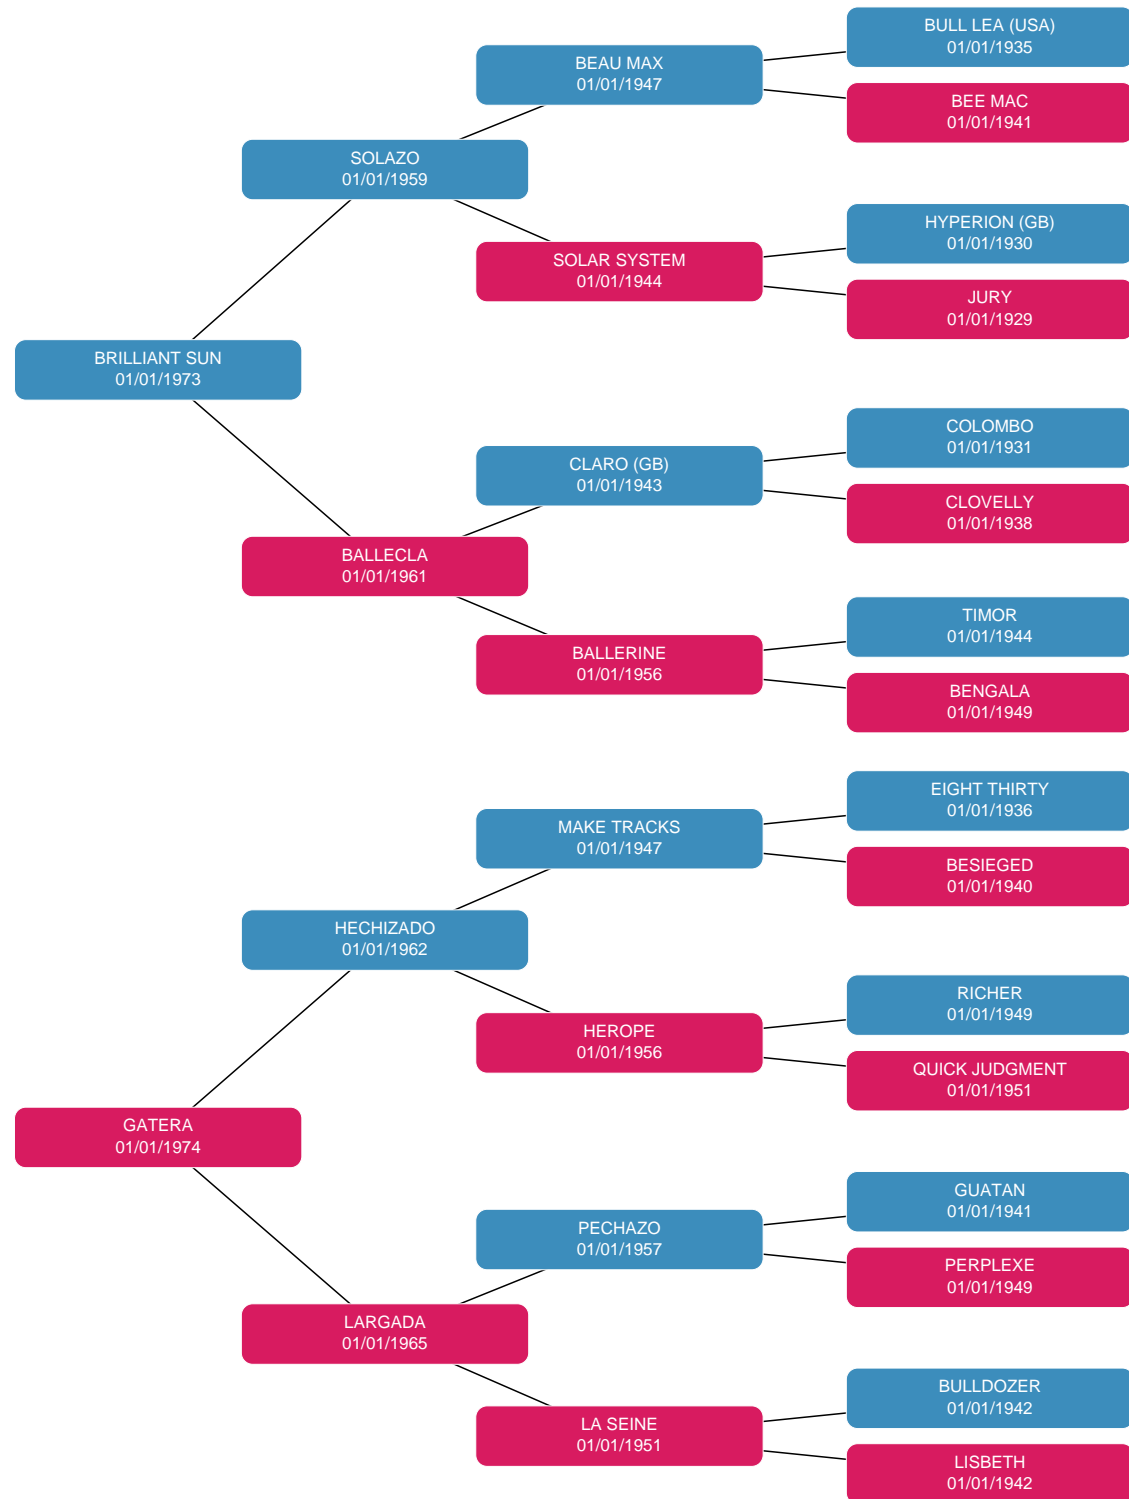 BULL LEA (USA)
01/01/1935
BEAU MAX
01/01/1947
BEE MAC
01/01/1941
SOLAZO
01/01/1959
HYPERION (GB)
01/01/1930
SOLAR SYSTEM
01/01/1944
JURY
01/01/1929
BRILLIANT SUN
01/01/1973
COLOMBO
01/01/1931
CLARO (GB)
01/01/1943
CLOVELLY
01/01/1938
BALLECLA
01/01/1961
TIMOR
01/01/1944
BALLERINE
01/01/1956
BENGALA
01/01/1949
EIGHT THIRTY
01/01/1936
MAKE TRACKS
01/01/1947
BESIEGED
01/01/1940
HECHIZADO
01/01/1962
RICHER
01/01/1949
HEROPE
01/01/1956
QUICK JUDGMENT
01/01/1951
GATERA
01/01/1974
GUATAN
01/01/1941
PECHAZO
01/01/1957
PERPLEXE
01/01/1949
LARGADA
01/01/1965
BULLDOZER
01/01/1942
LA SEINE
01/01/1951
LISBETH
01/01/1942